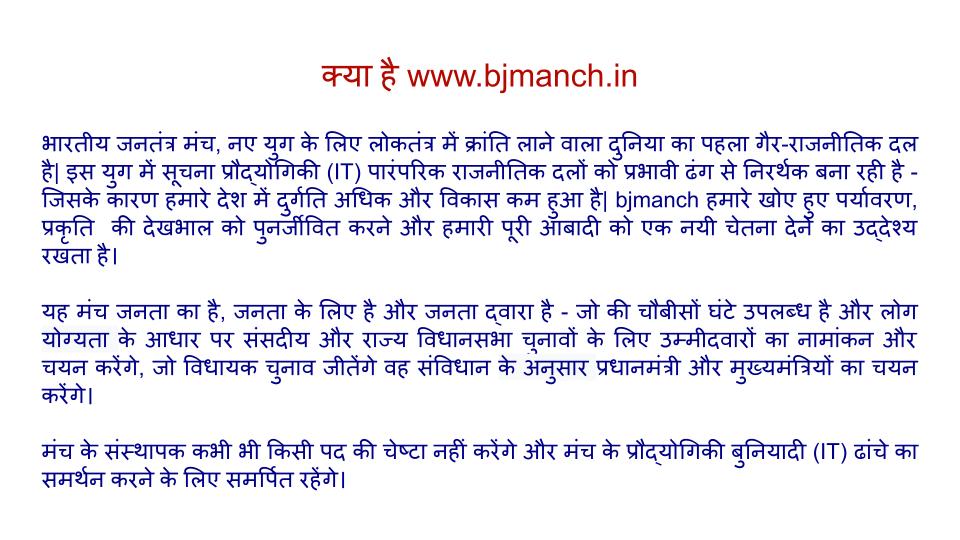 क्या है www.bjmanch.in
भारतीय जनतंत्र मंच, नए युग के लिए लोकतंत्र में क्रांति लाने वाला दुनिया का पहला गैर-राजनीतिक दल
है| इस युग में सूचना प्रौद्योगिकी (IT) पारंपरिक राजनीतिक दलों को प्रभावी ढंग से निरर्थक बना रही है -
जिसके कारण हमारे देश में दुर्गति अधिक और विकास कम हुआ है| bjmanch हमारे खोए हुए पर्यावरण,
प्रकृति की देखभाल को पुनर्जीवित करने और हमारी पूरी आबादी को एक नयी चेतना देने का उद्देश्य
रखता है।
यह मंच जनता का है, जनता के लिए है और जनता द्वारा है - जो की चौबीसों घंटे उपलब्ध है और लोग
योग्यता के आधार पर संसदीय और राज्य विधानसभा चुनावों के लिए उम्मीदवारों का नामांकन और
चयन करेंगे, जो विधायक चुनाव जीतेंगे वह संविधान के अनुसार प्रधानमंत्री और मुख्यमंत्रियों का चयन
करेंगे।
मंच के संस्थापक कभी भी किसी पद की चेष्टा नहीं करेंगे और मंच के प्रौद्योगिकी बुनियादी (IT) ढांचे का
समर्थन करने के लिए समर्पित रहेंगे।